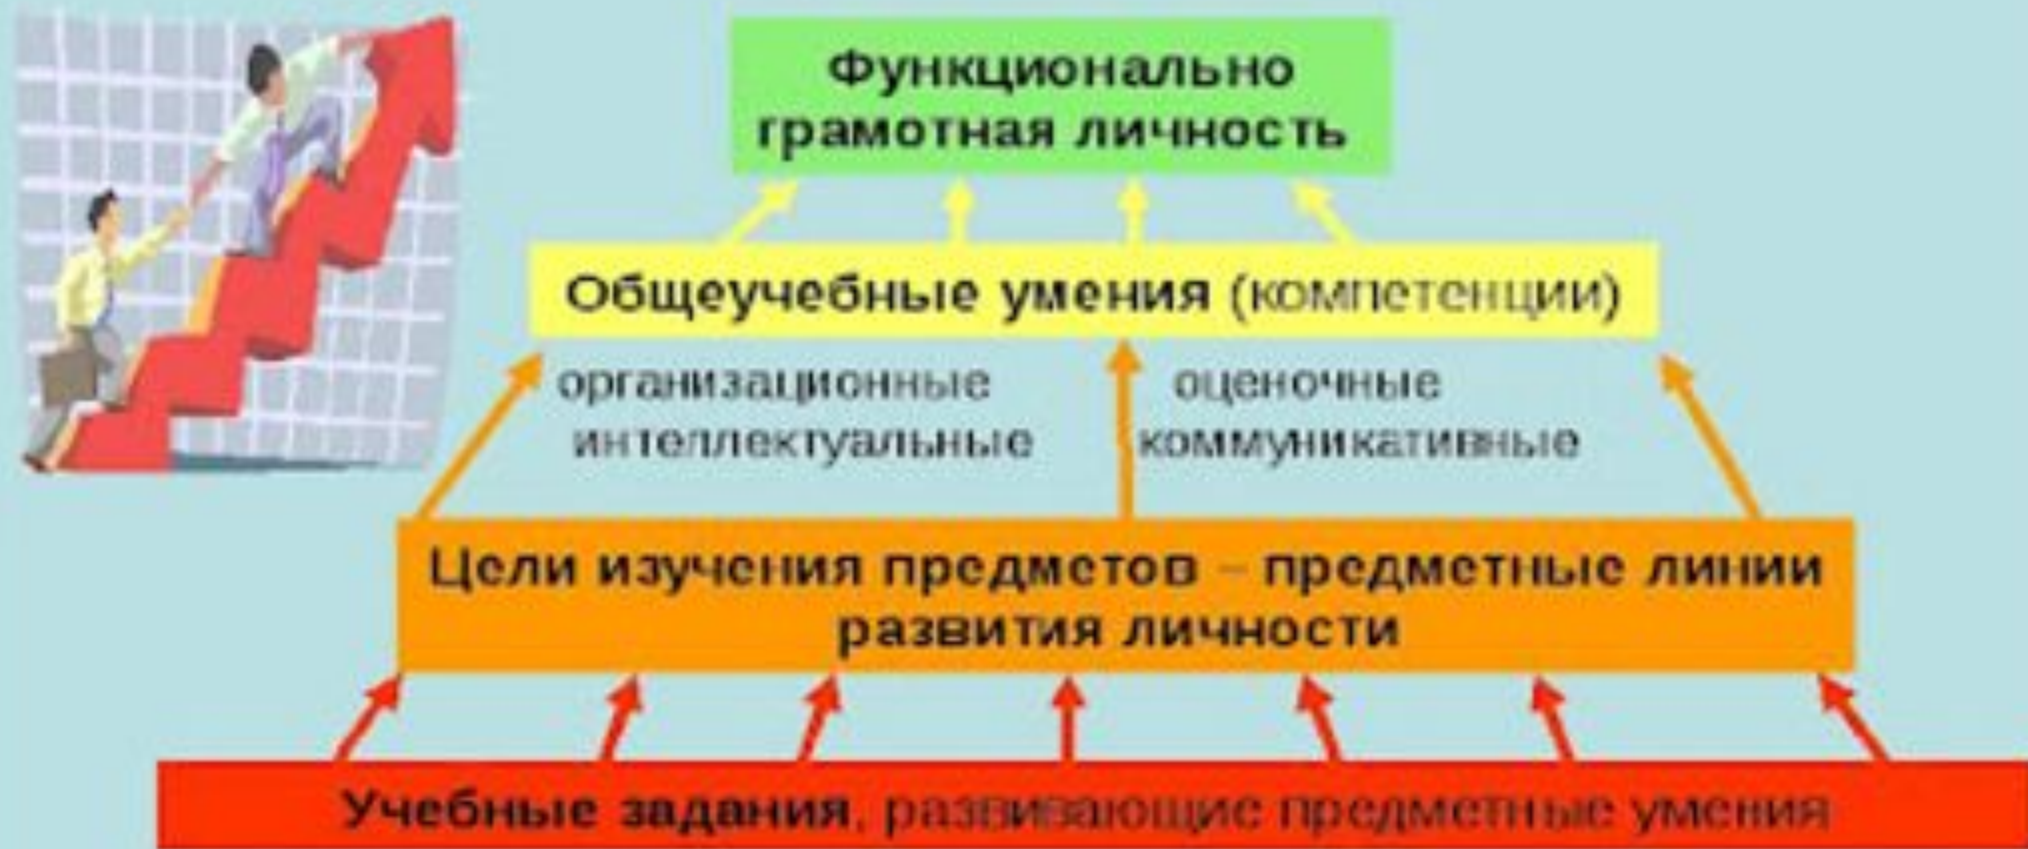 Функционально
грамотная личность
Общеучебные умения (компетенции)
организационные оценочные
интеллектуальные коммуникативные
Цели изучения предметов – предметные линии
развития личности
Учебные задания, развивающие предметные умения